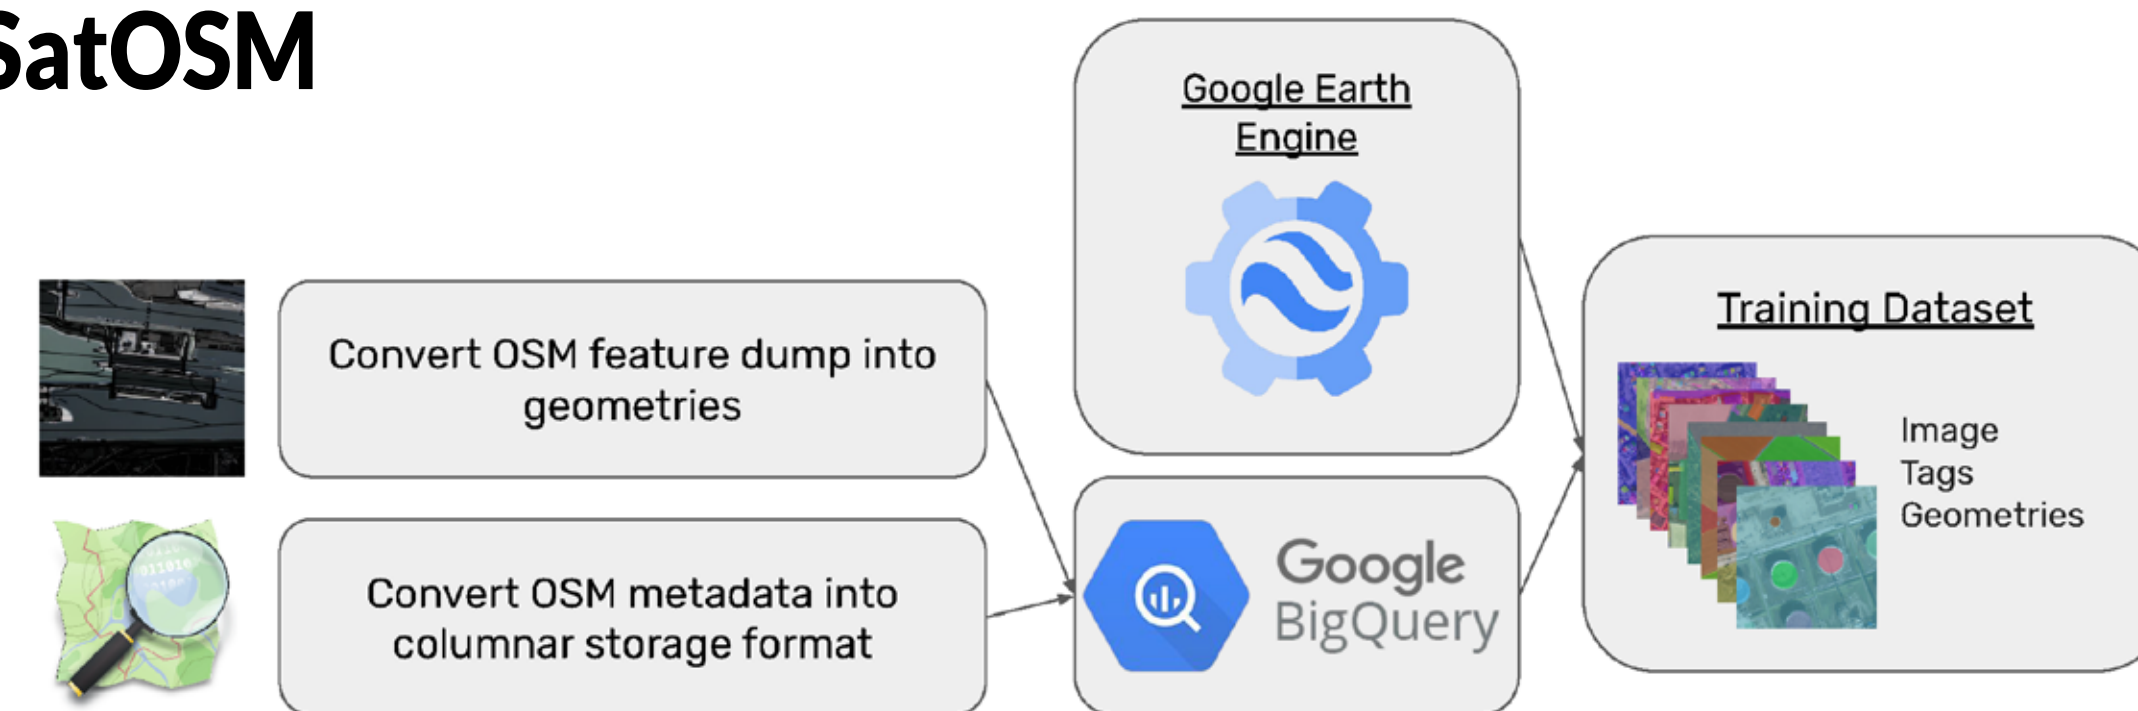 SatOSM
Google Earth
Engine
Convert OSM feature dump into
geometries
Convert OSM metadata into
columnar storage format
Google
BigQuery
Training Dataset
Image
Tags
Geometries